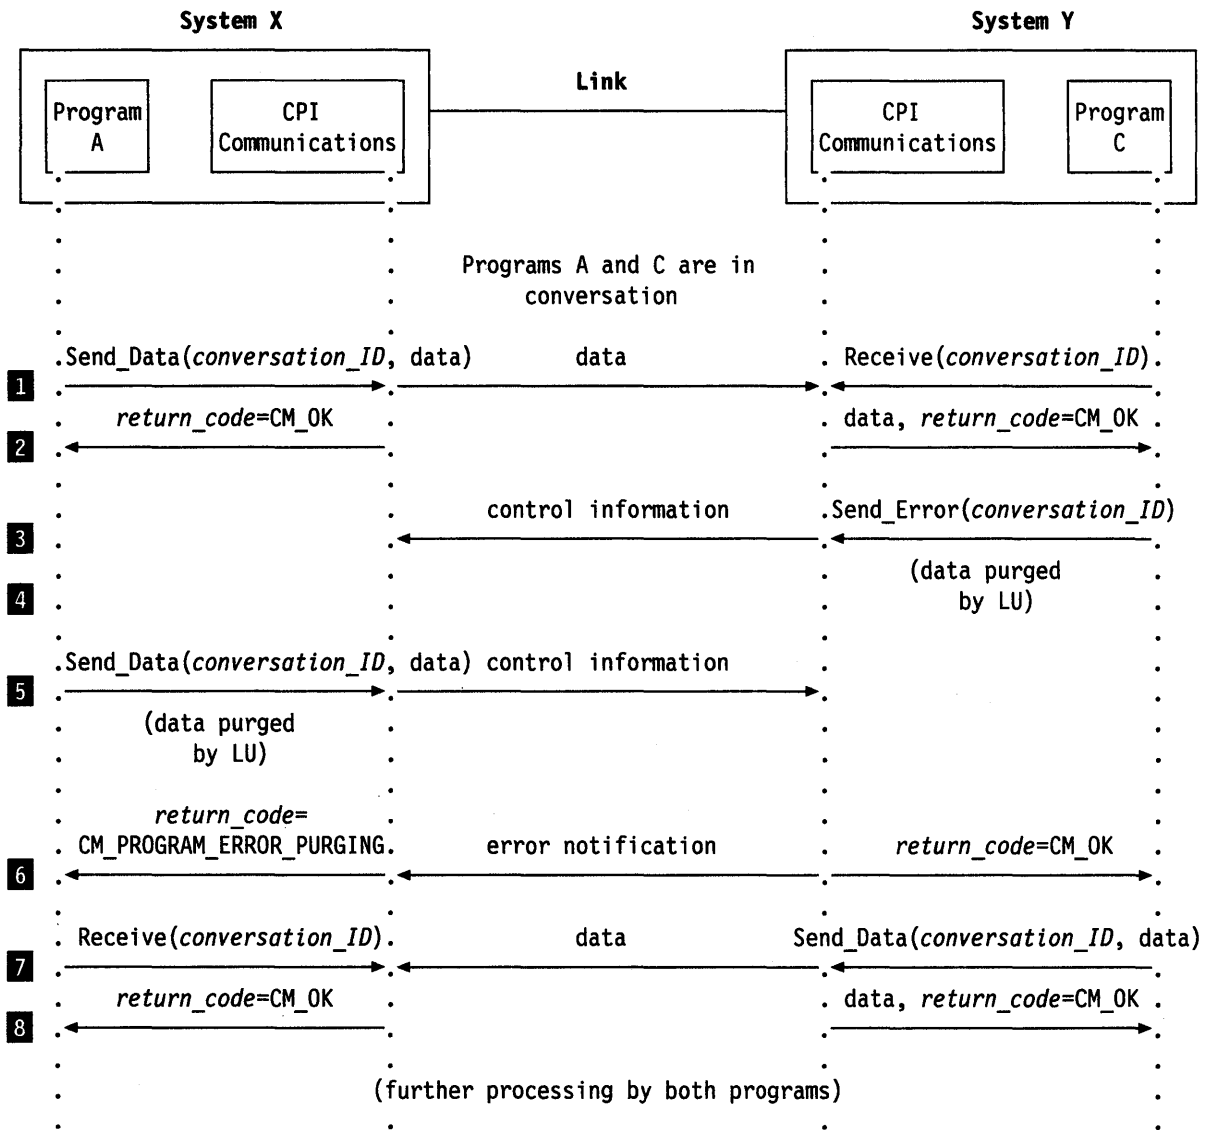 System X
System Y
Link
Program
A
CPI
Communications
CPI
Communications
Program
C
Programs A and C are in
conversation
Send_Data(conversation_ID, data)
data
Receive(conversation_ID)
1
return_code=CM_OK
data, return_code=CM_OK
2
control information
Send_Error(conversation_ID)
3
(data purged
by LU)
4
Send_Data(conversation_ID, data)
control information
5
(data purged
by LU)
return_code=
CM_PROGRAM_ERROR_PURGING
error notification
return_code=CM_OK
6
Receive(conversation_ID)
data
Send_Data(conversation_ID, data)
7
return_code=CM_OK
data, return_code=CM_OK
8
(further processing by both programs)